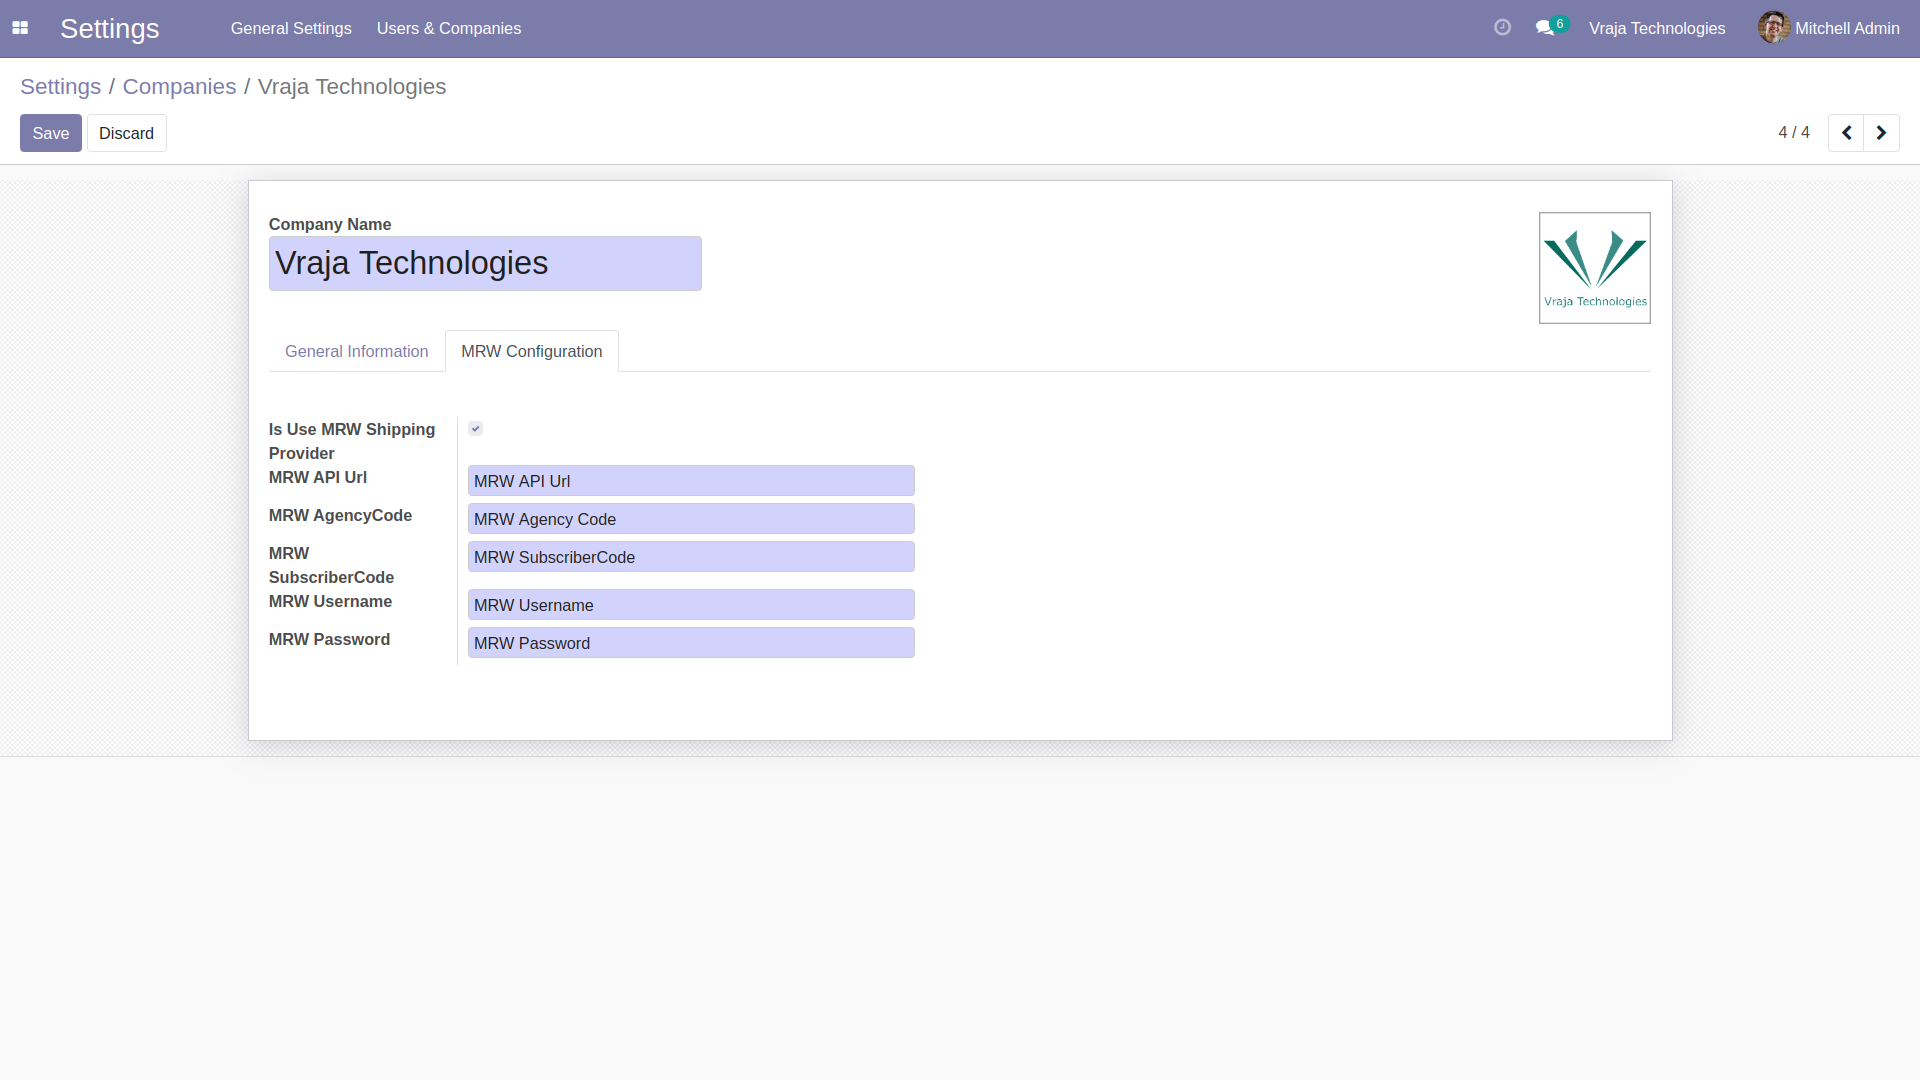 Settings
General Settings
Users & Companies
6
Vraja Technologies
Mitchell Admin
Settings / Companies / Vraja Technologies
Save
Discard
4 / 4
Company Name
Vraja Technologies
Vraja Technologies
General Information
MRW Configuration
Is Use MRW Shipping
Provider
MRW API Url
MRW API Url
MRW AgencyCode
MRW Agency Code
MRW
SubscriberCode
MRW SubscriberCode
MRW Username
MRW Username
MRW Password
MRW Password